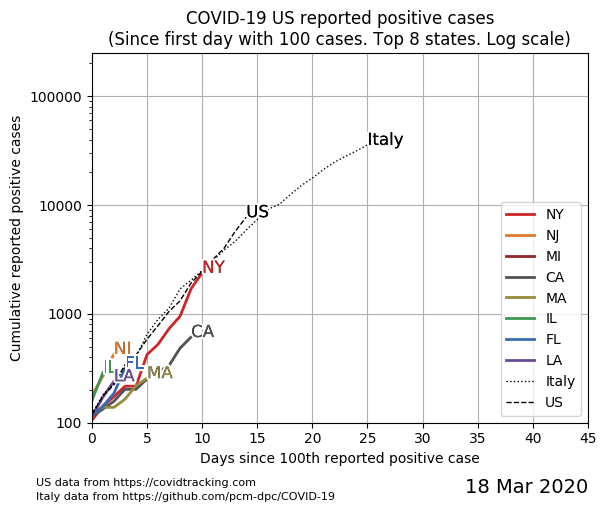 COVID-19 US reported positive cases
(Since first day with 100 cases. Top 8 states. Log scale)
Cumulative reported positive cases
100000
10000
1000
100
Italy
US
NY
CA
NJ
IL
FL
LA
MA
NY
NJ
MI
CA
MA
IL
FL
LA
Italy
US
0 5 10 15 20 25 30 35 40 45
Days since 100th reported positive case
US data from https://covidtracking.com
Italy data from https://github.com/pcm-dpc/COVID-19
18 Mar 2020